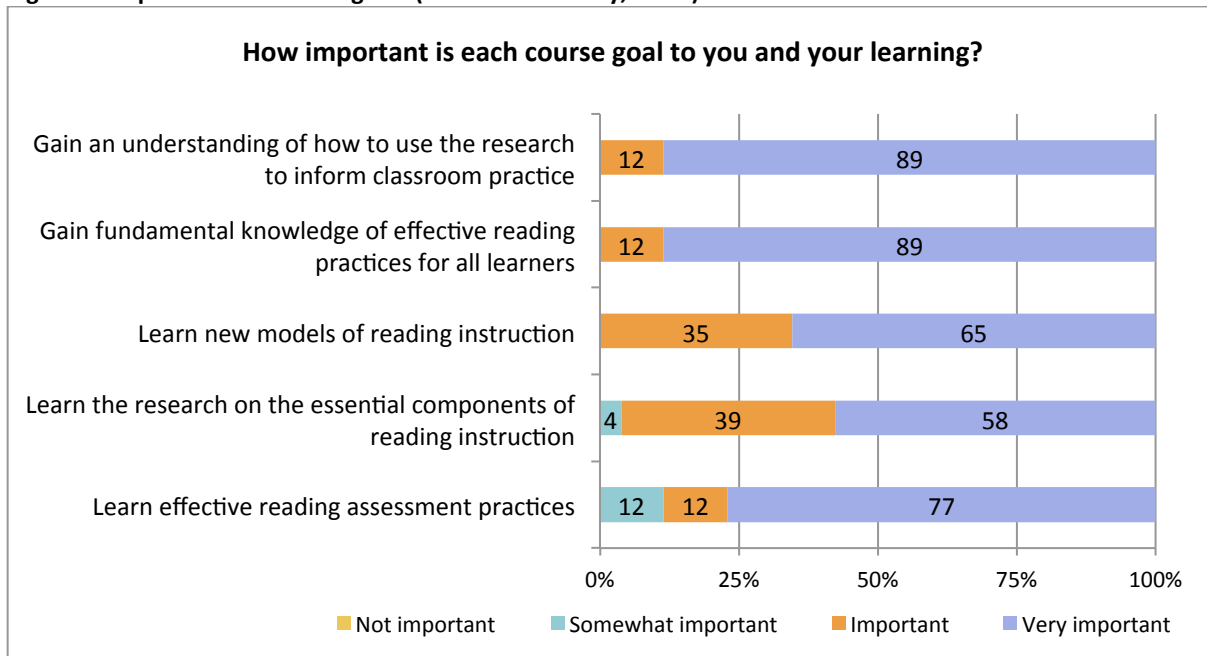 How important is each course goal to you and your learning?
Gain an understanding of how to use the research
to inform classroom practice
12 89
Gain fundamental knowledge of effective reading
practices for all learners
12 89
Learn new models of reading instruction
35 65
Learn the research on the essential components of
reading instruction
4 39 58
Learn effective reading assessment practices
12 12 77
0% 25% 50% 75% 100%
Not important Somewhat important Important Very important